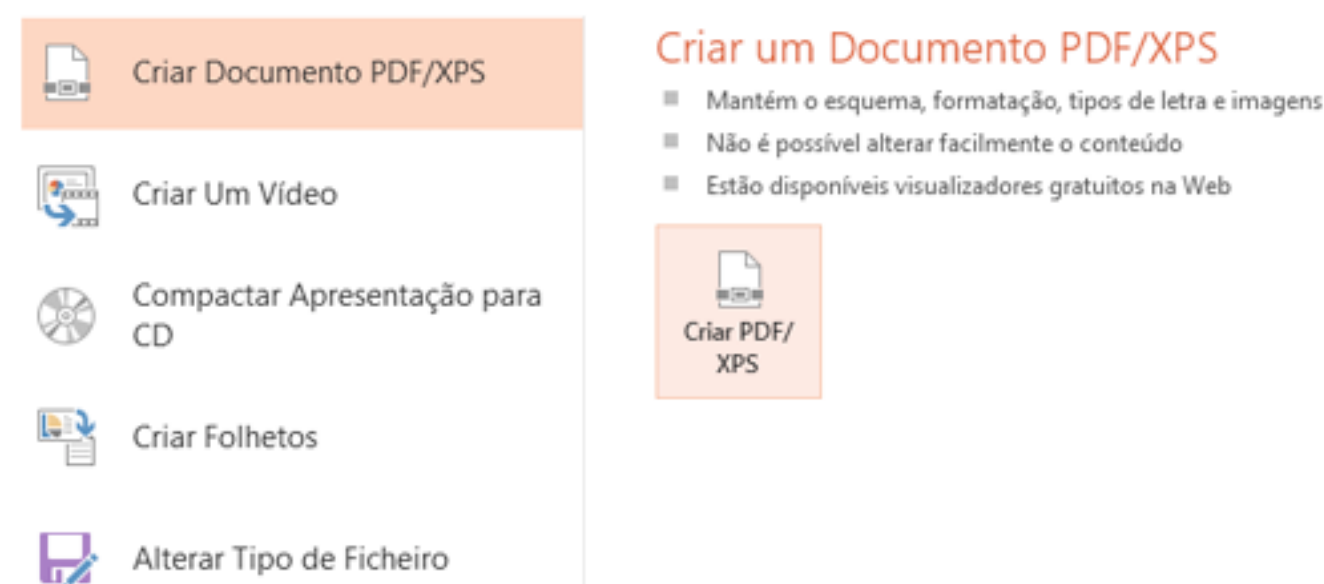 Criar Documento PDF/XPS
Criar Um Vídeo
Compactar Apresentação para
CD
Criar Folhetos
Alterar Tipo de Ficheiro
Criar um Documento PDF/XPS
Mantém o esquema, formatação, tipos de letra e imagens
Não é possível alterar facilmente o conteúdo
Estão disponíveis visualizadores gratuitos na Web
Criar PDF/
XPS